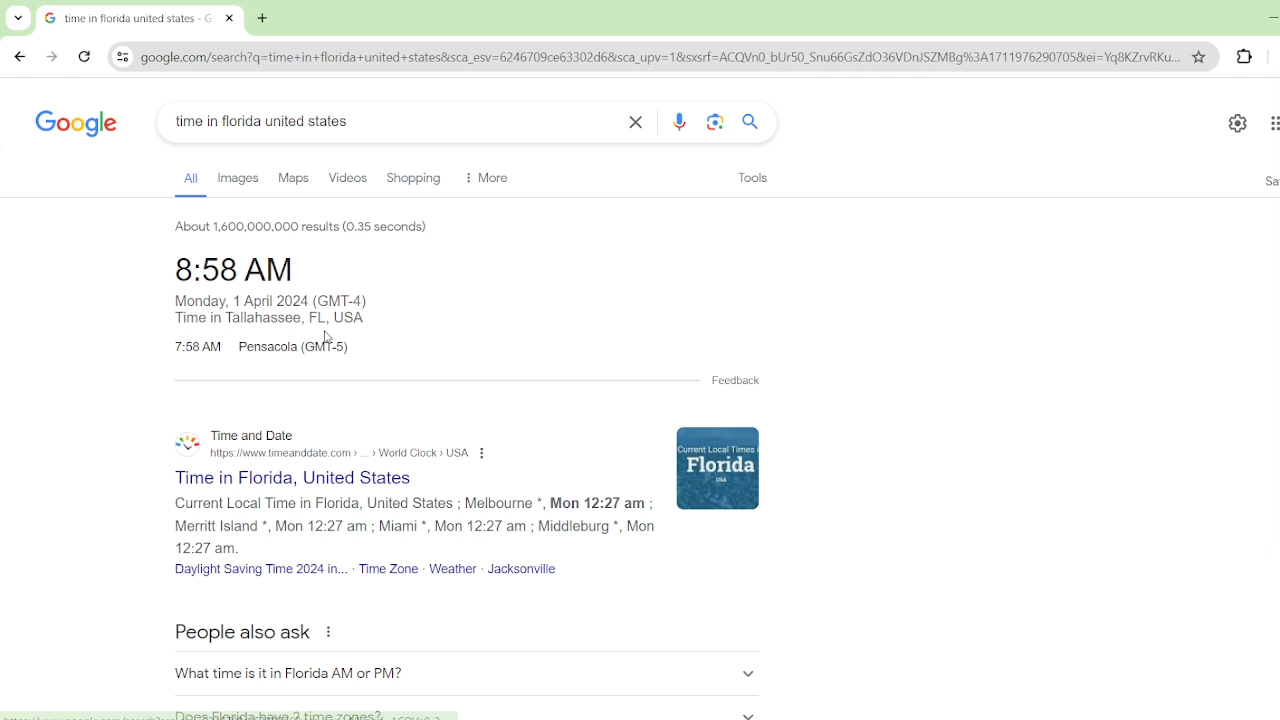 time in florida united states - G
google.com/search?q=time+in+florida+united+states&sca_esv=6246709ce63302d6&sca_upv=1&sxsrf=ACQVn0_bUr50_Snu66GsZdO36VDnJSZMBg%3A1711976290705&ei=Yq8KZrvRKu...
Google
time in florida united states
All Images Maps Videos Shopping More Tools
Sa
About 1,600,000,000 results (0.35 seconds)
8:58 AM
Monday, 1 April 2024 (GMT-4)
Time in Tallahassee, FL, USA
7:58 AM Pensacola (GMT-5)
Feedback
Time and Date
https://www.timeanddate.com › ... › World Clock › USA
Time in Florida, United States
Current Local Time in Florida, United States ; Melbourne *, Mon 12:27 am ;
Merritt Island *, Mon 12:27 am ; Miami *, Mon 12:27 am ; Middleburg *, Mon
12:27 am.
Daylight Saving Time 2024 in... · Time Zone · Weather · Jacksonville
Current Local Times i
Florida
USA
People also ask
What time is it in Florida AM or PM?
Does Florida have 2 time zones?